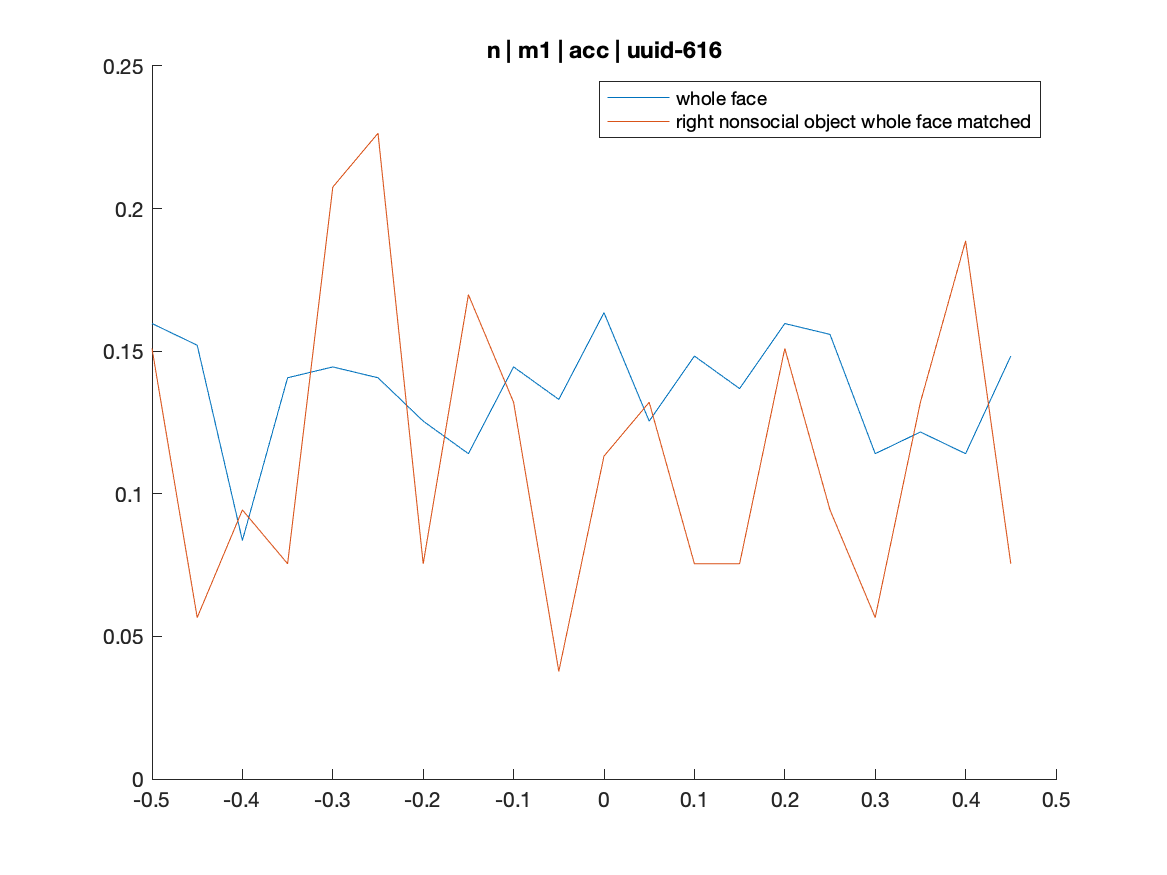 n | m1 | acc | uuid-616
whole face
right nonsocial object whole face matched
0.25
0.2
0.15
0.1
0.05
0
-0.5 -0.4 -0.3 -0.2 -0.1 0 0.1 0.2 0.3 0.4 0.5